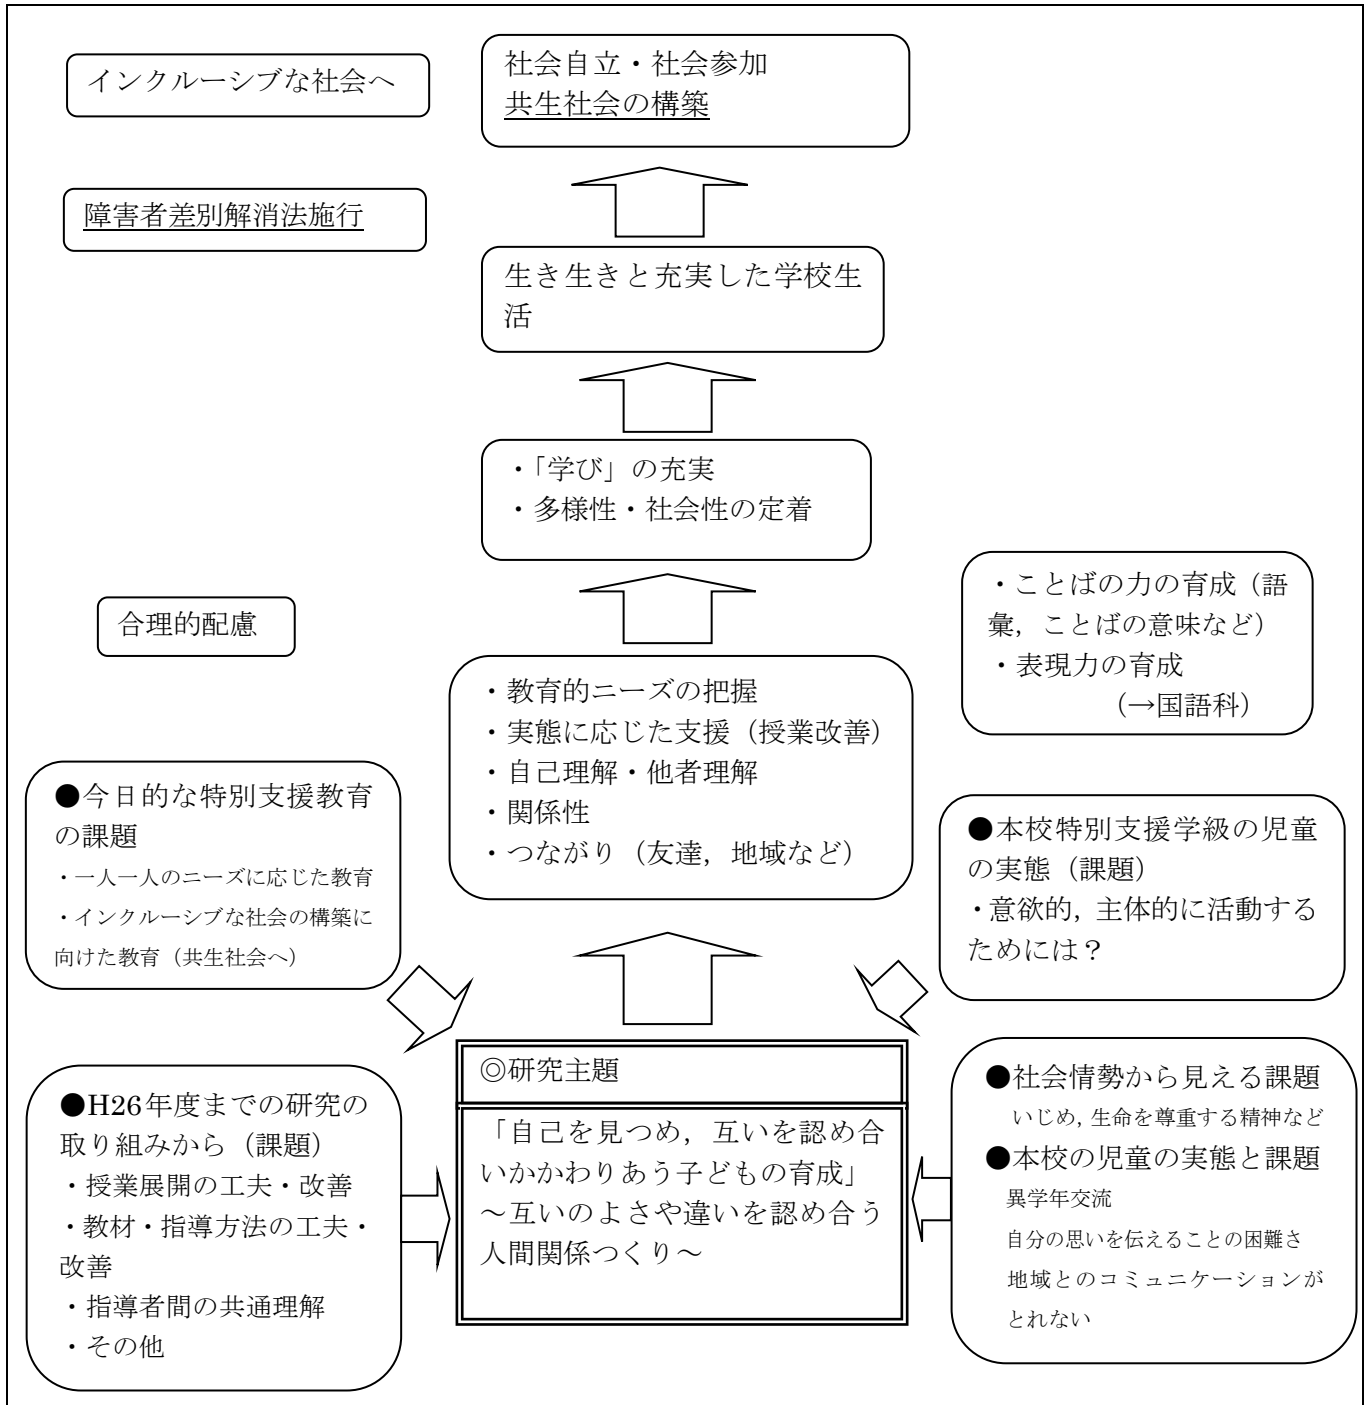 インクルーシブな社会へ
社会自立・社会参加
共生社会の構築
障害者差別解消法施行
生き生きと充実した学校生
活
・「学び」の充実
・多様性・社会性の定着
合理的配慮
・ことばの力の育成（語
彙，ことばの意味など）
・表現力の育成
（→国語科）
・教育的ニーズの把握
・実態に応じた支援（授業改善）
・自己理解・他者理解
・関係性
・つながり（友達，地域など）
●今日的な特別支援教育
の課題
・一人一人のニーズに応じた教育
・インクルーシブな社会の構築に
向けた教育（共生社会へ）
●本校特別支援学級の児童
の実態（課題）
・意欲的，主体的に活動する
ためには？
●H26年度までの研究の
取り組みから（課題）
・授業展開の工夫・改善
・教材・指導方法の工夫・
改善
・指導者間の共通理解
・その他
◎研究主題
「自己を見つめ，互いを認め合
いかかわりあう子どもの育成」
～互いのよさや違いを認め合う
人間関係つくり～
●社会情勢から見える課題
いじめ，生命を尊重する精神など
●本校の児童の実態と課題
異学年交流
自分の思いを伝えることの困難さ
地域とのコミュニケーションが
とれない